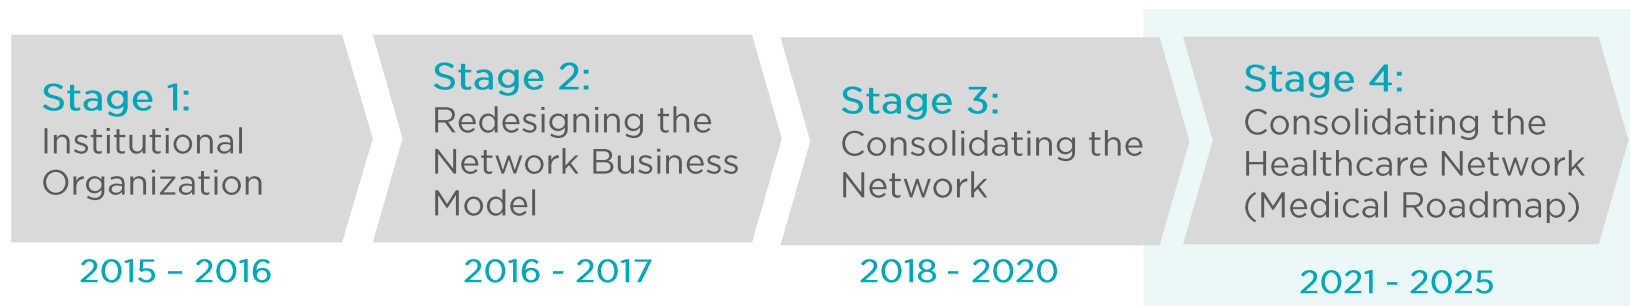 Stage 1:
Institutional
Organization
2015 – 2016
Stage 2:
Redesigning the
Network Business
Model
2016 - 2017
Stage 3:
Consolidating the
Network
2018 - 2020
Stage 4:
Consolidating the
Healthcare Network
(Medical Roadmap)
2021 - 2025